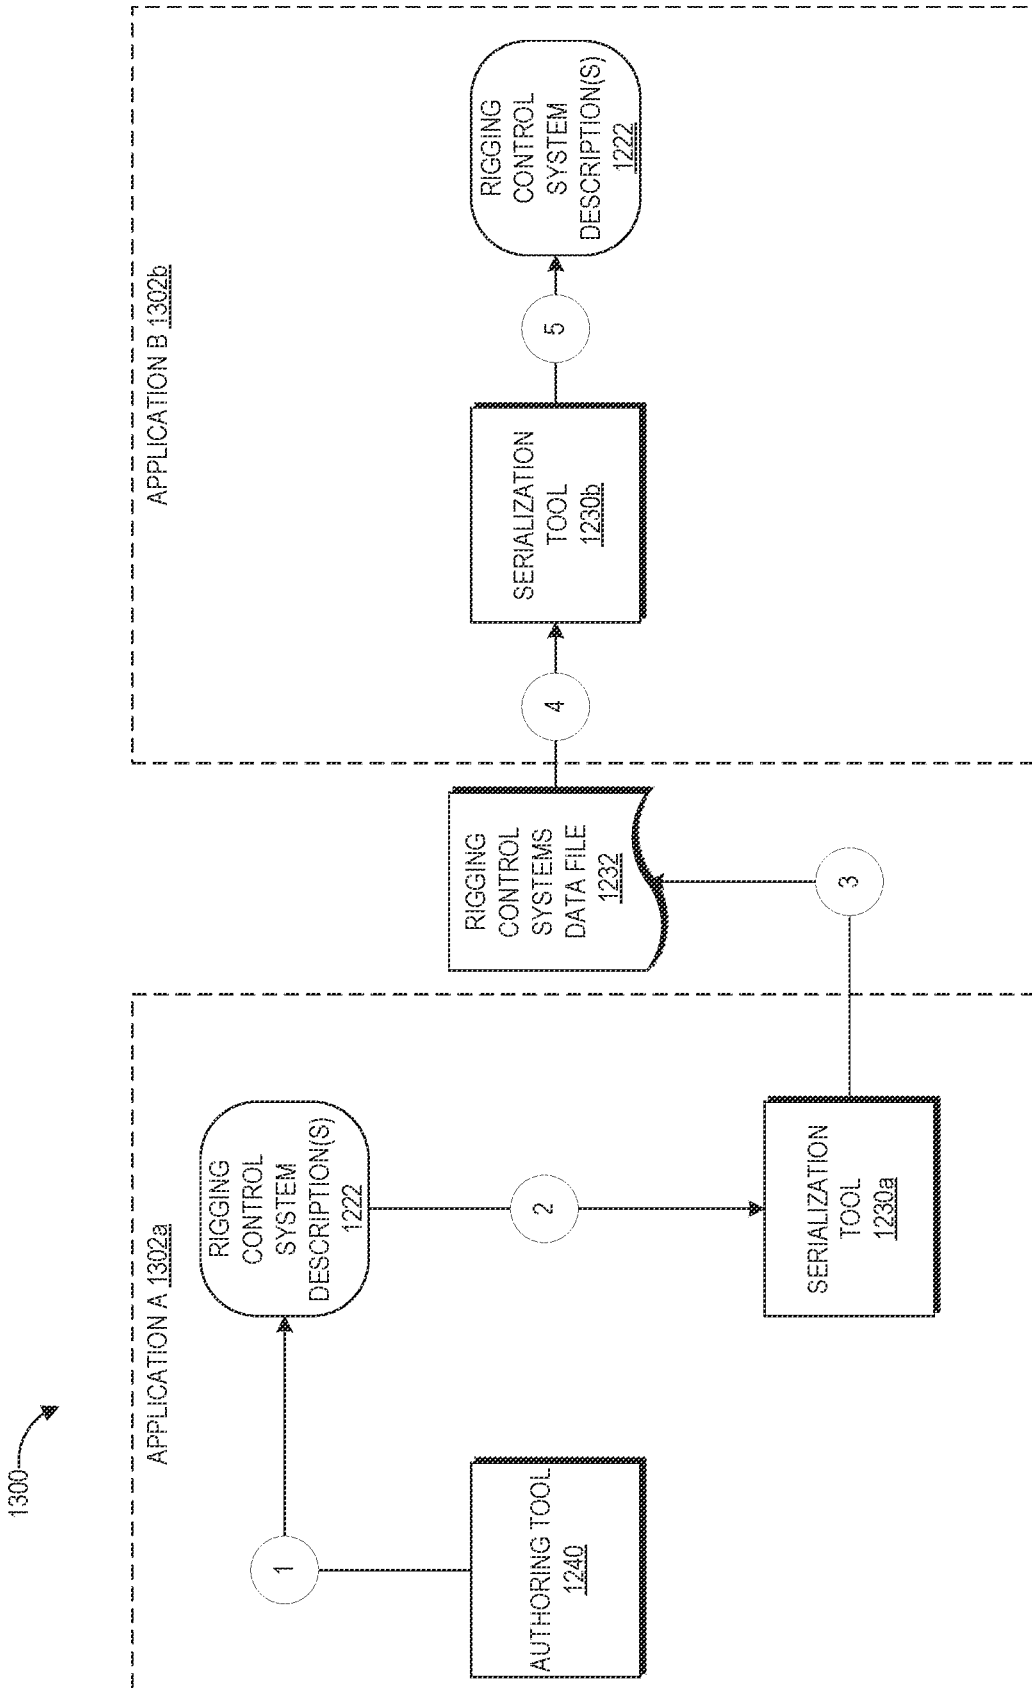 1300
APPLICATION A 1302a
1
AUTHORING TOOL
1240
RIGGING
CONTROL
SYSTEM
DESCRIPTION(S)
1222
2
SERIALIZATION
TOOL
1230a
3
RIGGING
CONTROL
SYSTEMS
DATA FILE
1232
APPLICATION B 1302b
4
SERIALIZATION
TOOL
1230b
5
RIGGING
CONTROL
SYSTEM
DESCRIPTION(S)
1222